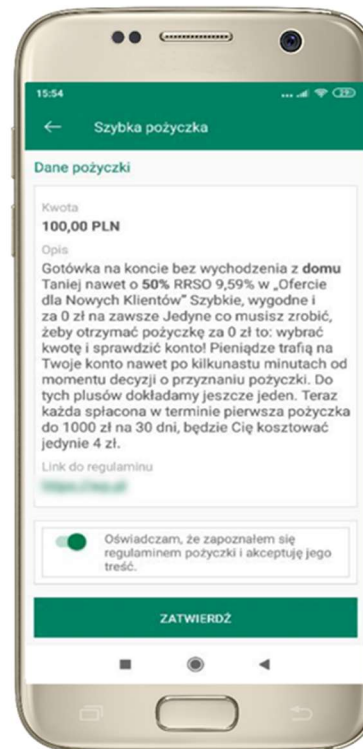 15:54
Szybka pożyczka
Dane pożyczki
Kwota
100,00 PLN
Opis
Gotówka na koncie bez wychodzenia z domu
Taniej nawet o 50% RRSO 9,59% w „Ofercie
dla Nowych Klientów” Szybkie, wygodne i
za 0 zł na zawsze Jedyne co musisz zrobić,
żeby otrzymać pożyczkę za 0 zł to: wybrać
kwotę i sprawdzić konto! Pieniądze trafią na
Twoje konto nawet po kilkunastu minutach od
momentu decyzji o przyznaniu pożyczki. Do
tych plusów dokładamy jeszcze jeden. Teraz
każda spłacona w terminie pierwsza pożyczka
do 1000 zł na 30 dni, będzie Cię kosztować
jedynie 4 zł.
Link do regulaminu
Oświadczam, że zapoznałem się
regulaminem pożyczki i akceptuję jego
treść.
ZATWIERDŹ